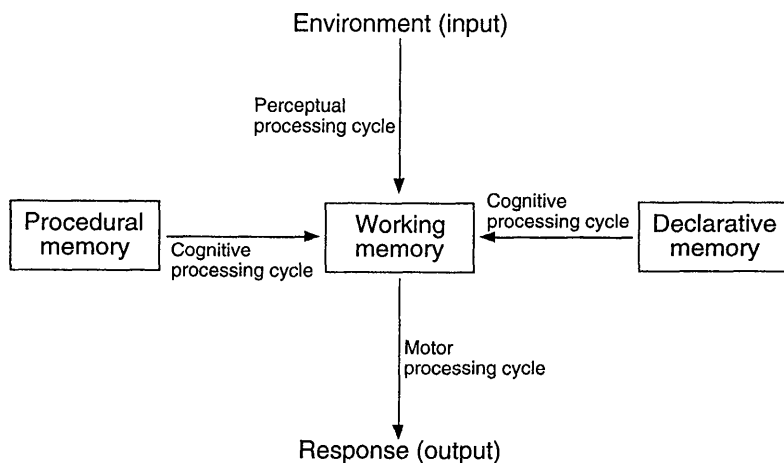 Environment (input)
Perceptual
processing cycle
Procedural
memory
Cognitive
processing cycle
Working
memory
Cognitive
processing cycle
Declarative
memory
Motor
processing cycle
Response (output)